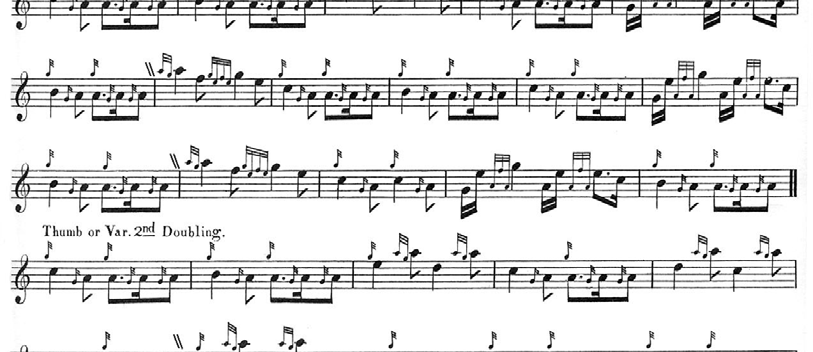 Thumb or Var. 2nd Doubling.